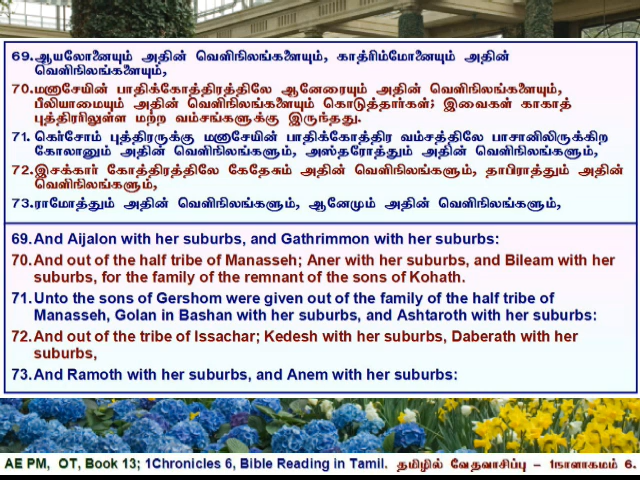 69.ஆயலோனையும் அதின் வெளிநிலங்களையும், காத்ரிம்மோனையும் அதின்
வெளிநிலங்களையும்,
70.மனாசேயின் பாதிக்கோத்திரத்திலே ஆனேரையும் அதின் வெளிநிலங்களையும்,
பீலியாமையும் அதின் வெளிநிலங்களையும் கொடுத்தார்கள்; இவைகள் காகாத்
புத்திரரிலுள்ள மற்ற வம்சங்களுக்கு இருந்தது.
71. கெர்சோம் புத்திரருக்கு மனாசேயின் பாதிக்கோத்திர வம்சத்திலே பாசானிலிருக்கிற
கோலானும் அதின் வெளிநிலங்களும், அஸ்தரோத்தும் அதின் வெளிநிலங்களும்,
72.இசக்கார் கோத்திரத்திலே கேதேசும் அதின் வெளிநிலங்களும், தாபிராத்தும் அதின்
வெளிநிலங்களும்,
73.ராமோத்தும் அதின் வெளிநிலங்களும், ஆனேமும் அதின் வெளிநிலங்களும்,
69.And Aijalon with her suburbs, and Gathrimmon with her suburbs:
70.And out of the half tribe of Manasseh; Aner with her suburbs, and Bileam with her
suburbs, for the family of the remnant of the sons of Kohath.
71.Unto the sons of Gershom were given out of the family of the half tribe of
Manasseh, Golan in Bashan with her suburbs, and Ashtaroth with her suburbs:
72.And out of the tribe of Issachar; Kedesh with her suburbs, Daberath with her
suburbs,
73.And Ramoth with her suburbs, and Anem with her suburbs:
AE PM, OT, Book 13; 1Chronicles 6, Bible Reading in Tamil. தமிழில் வேதவாசிப்பு – 1நாளாகமம் 6.